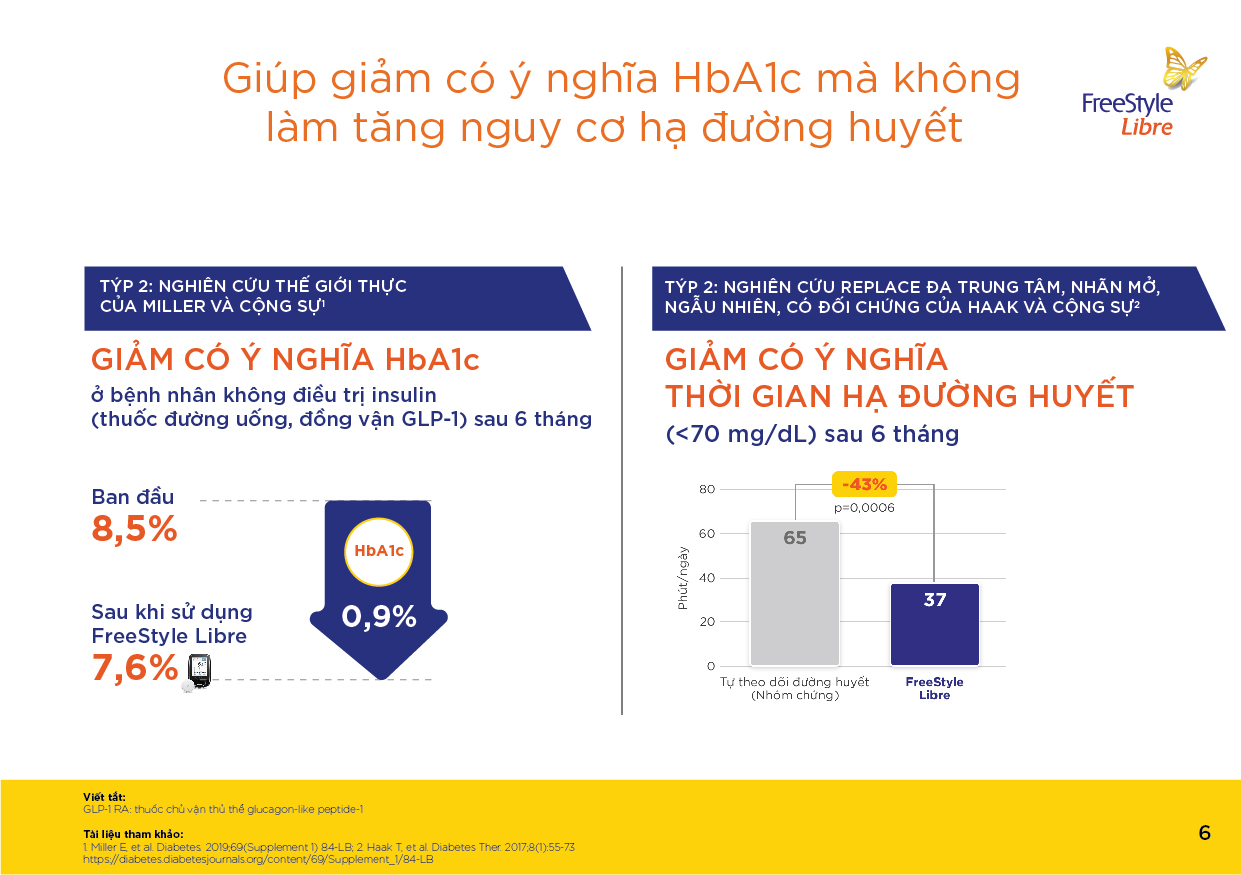 Giúp giảm có ý nghĩa HbA1c mà không
làm tăng nguy cơ hạ đường huyết
FreeStyle
Libre
TÝP 2: NGHIÊN CỨU THẾ GIỚI THỰC
CỦA MILLER VÀ CỘNG SỰ¹
GIẢM CÓ Ý NGHĨA HbA1c
ở bệnh nhân không điều trị insulin
(thuốc đường uống, đồng vận GLP-1) sau 6 tháng
Ban đầu
8,5%
HbA1c
0,9%
Sau khi sử dụng
FreeStyle Libre
7,6%
TÝP 2: NGHIÊN CỨU REPLACE ĐA TRUNG TÂM, NHÃN MỞ,
NGẪU NHIÊN, CÓ ĐỐI CHỨNG CỦA HAAK VÀ CỘNG SỰ²
GIẢM CÓ Ý NGHĨA
THỜI GIAN HẠ ĐƯỜNG HUYẾT
(<70 mg/dL) sau 6 tháng
-43%
p=0,0006
80
60
40
20
0
Phút/ngày
65
37
Tự theo dõi đường huyết
(Nhóm chứng)
FreeStyle
Libre
Viết tắt:
GLP-1 RA: thuốc chủ vận thủ thể glucagon-like peptide-1
Tài liệu tham khảo:
1. Miller E, et al. Diabetes. 2019;69(Supplement 1) 84-LB; 2. Haak T, et al. Diabetes Ther. 2017;8(1):55-73
https://diabetes.diabetesjournals.org/content/69/Supplement_1/84-LB
6